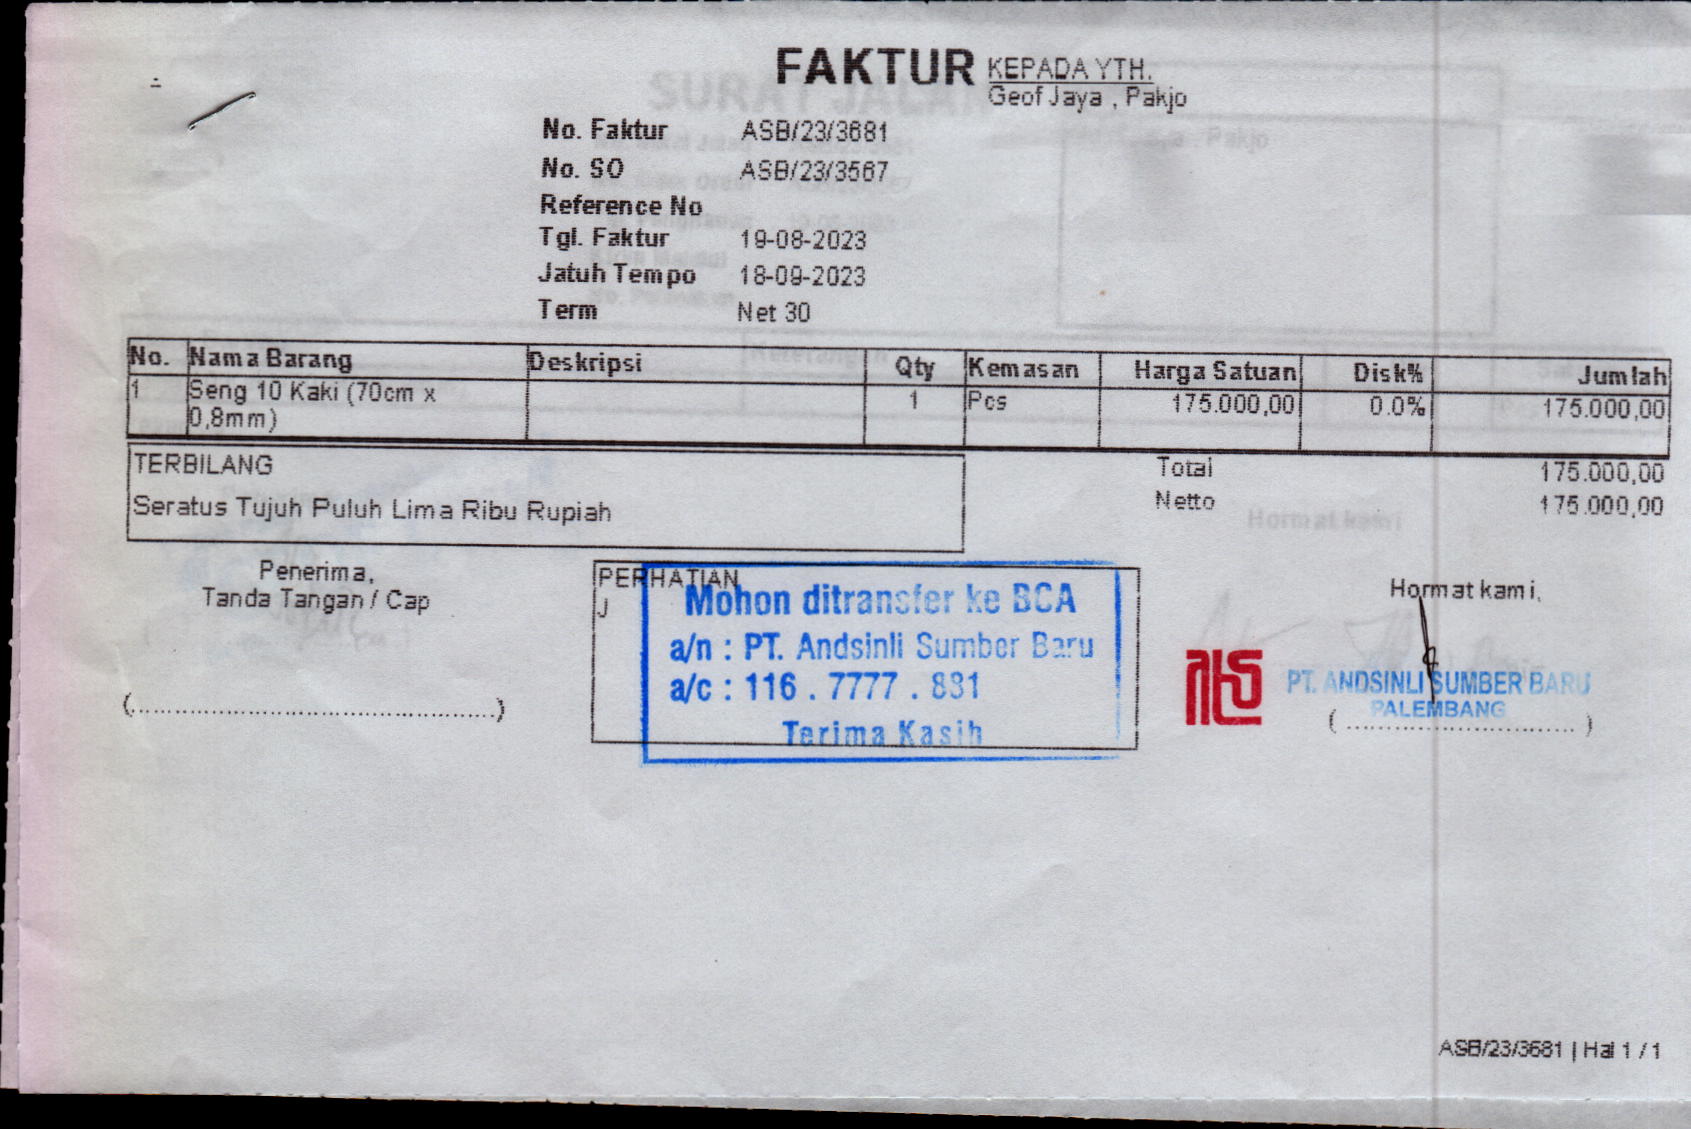 FAKTUR
KEPADA YTH.
Geof Jaya , Pakjo
No. Faktur ASB/23/3681
No. SO ASB/23/3567
Reference No
Tgl. Faktur 19-08-2023
Jatuh Tempo 18-09-2023
Term Net 30
No. Nama Barang Deskripsi Qty Kemasan Harga Satuan Disk% Jumlah
1 Seng 10 Kaki (70cm x 1 Pcs 175.000,00 0.0% 175.000,00
0,8mm)
TERBILANG
Seratus Tujuh Puluh Lima Ribu Rupiah
Total 175.000,00
Netto 175.000,00
Penerima,
Tanda Tangan / Cap
(................................................)
PERHATIAN
J
Mohon ditransfer ke BCA
a/n : PT. Andsinli Sumber Baru
a/c : 116 . 7777 . 831
Terima Kasih
Hormat kami,
PT. ANDSINLI SUMBER BARU
PALEMBANG
( .............................. )
ASB/23/3681 | Hal 1 / 1